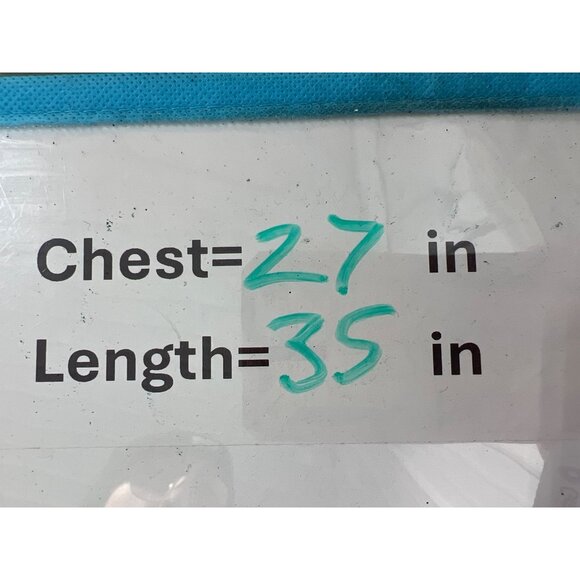 Chest=27 in
Length=35 in